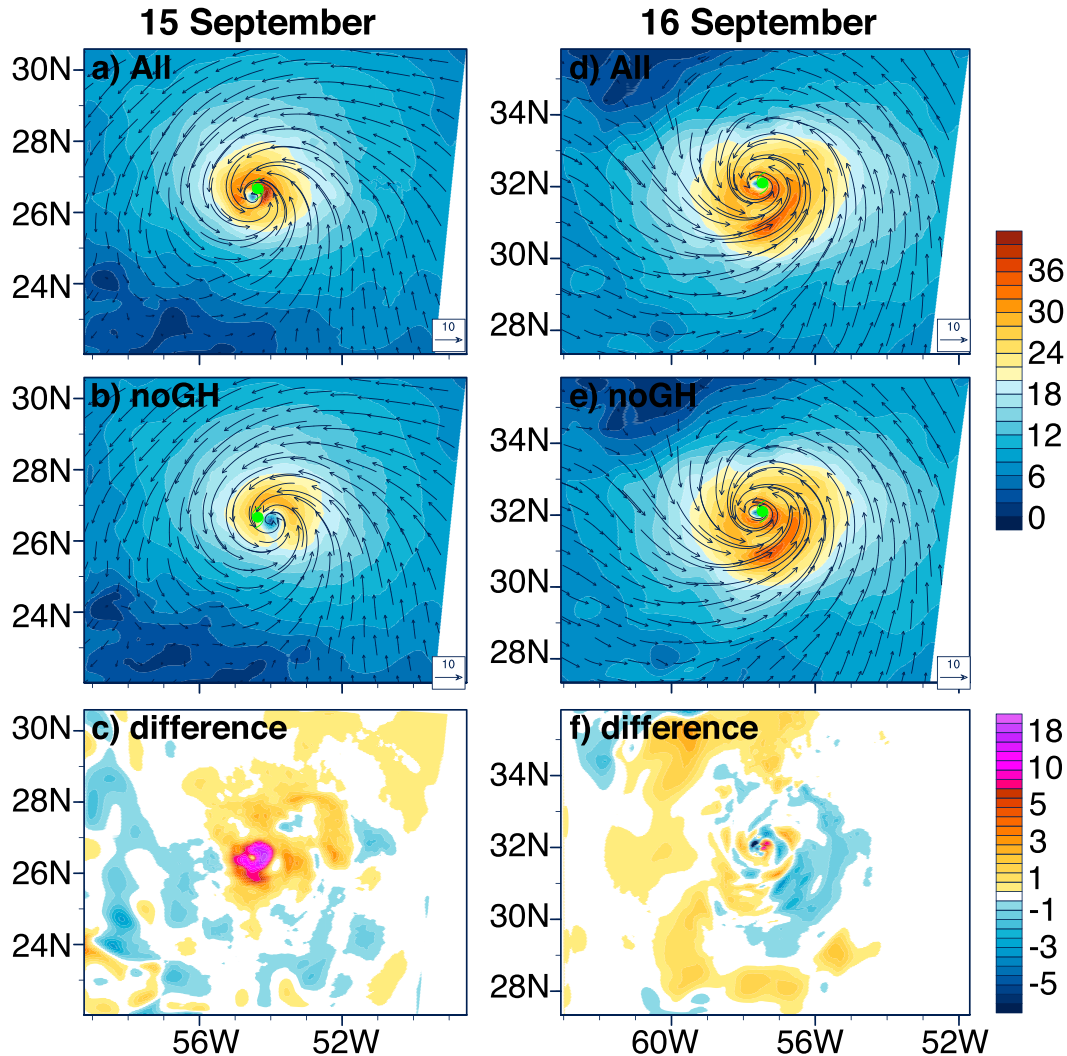 15 September
16 September
a) All
30N
28N
26N
24N
10
d) All
34N
32N
30N
28N
10
36
30
24
18
12
6
0
b) noGH
30N
28N
26N
24N
10
e) noGH
34N
32N
30N
28N
10
c) difference
30N
28N
26N
24N
56W
52W
f) difference
34N
32N
30N
28N
60W
56W
52W
18
10
5
3
1
-1
-3
-5